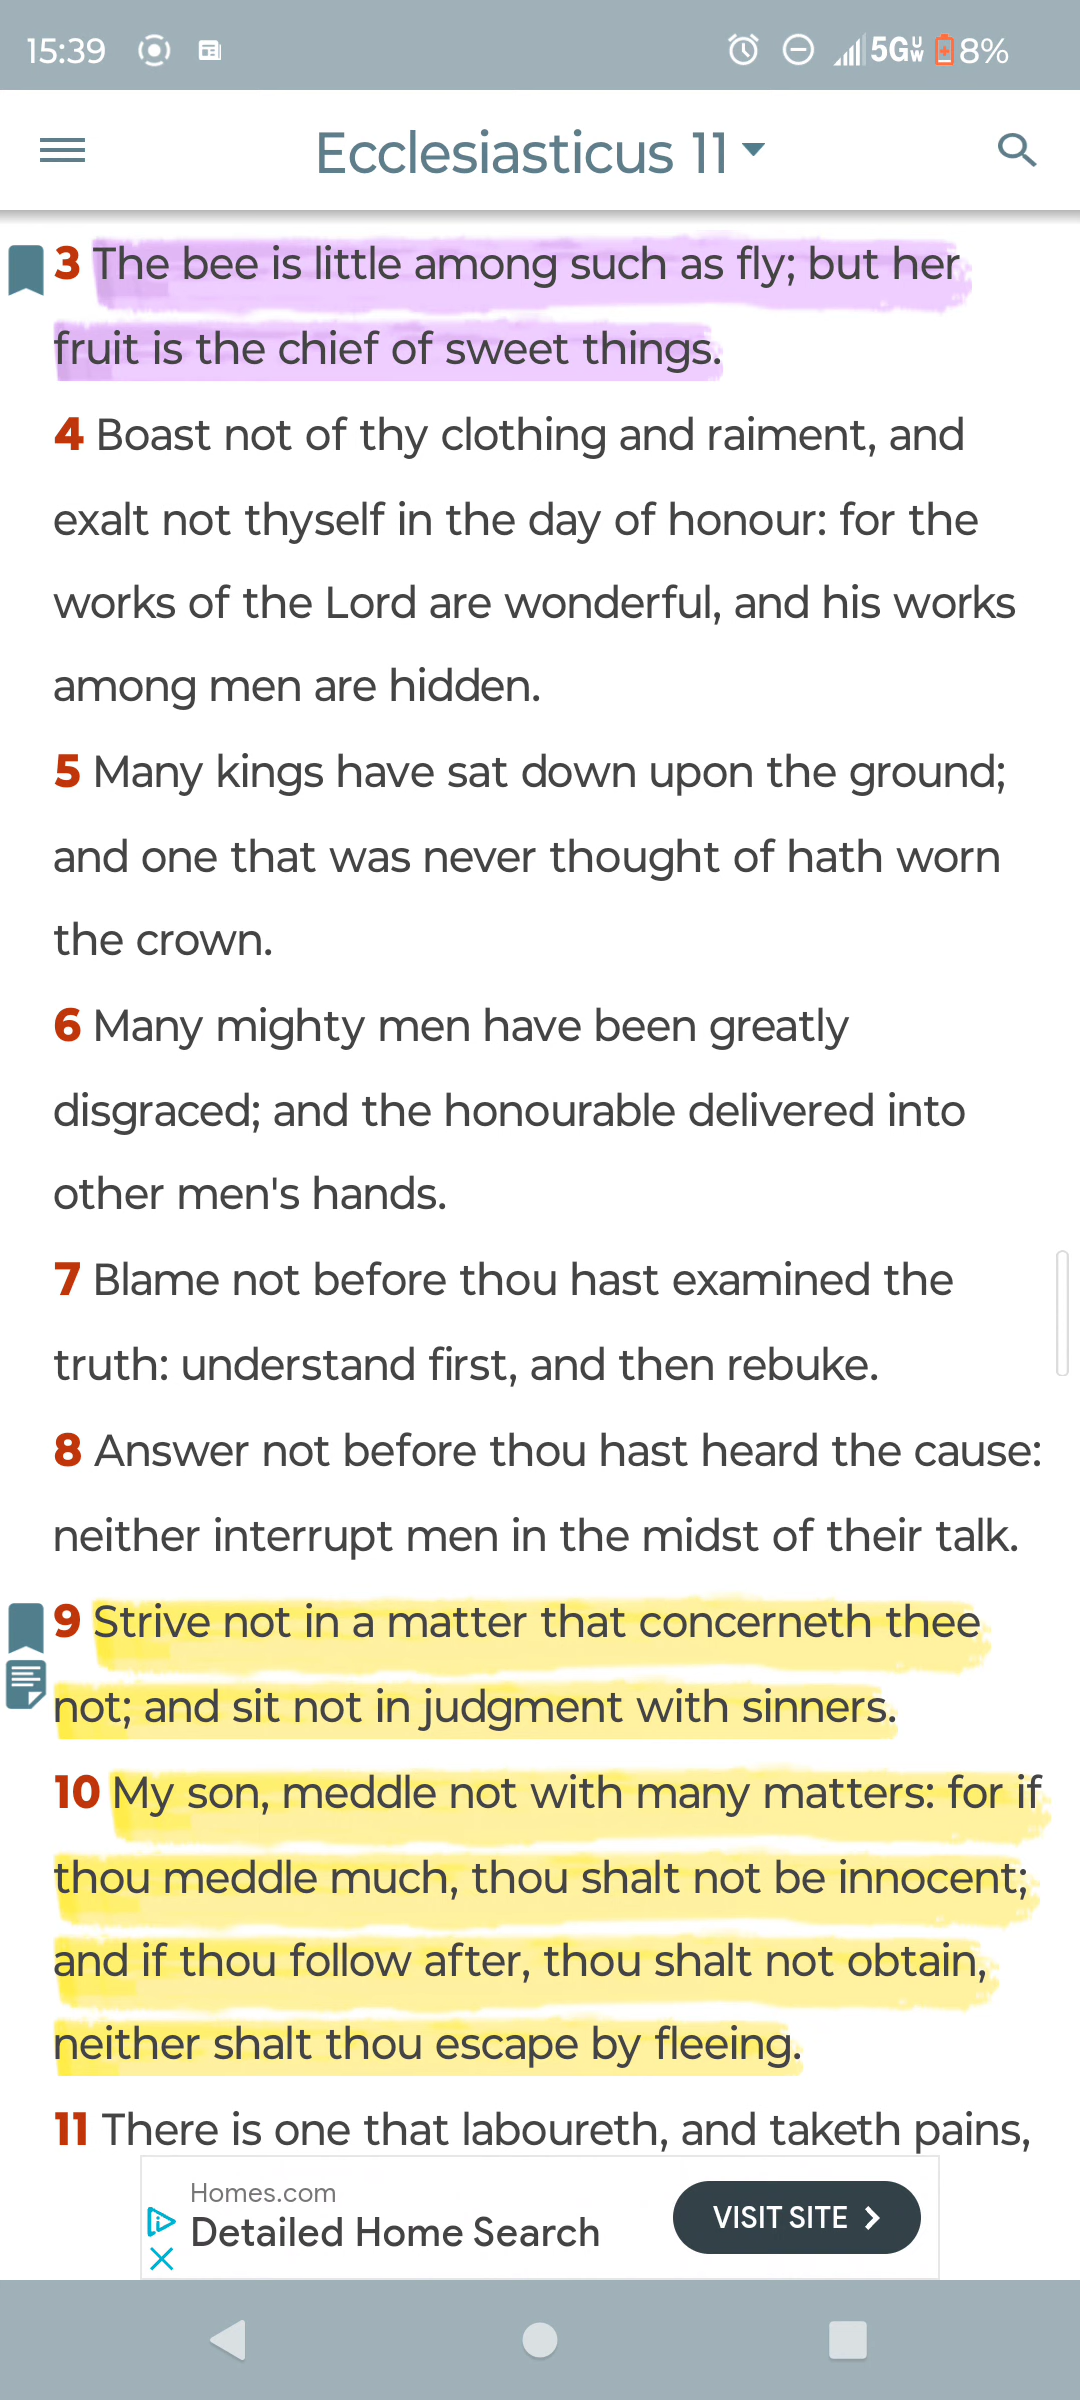 15:39 5G UW 8%
Ecclesiasticus 11
3 The bee is little among such as fly; but her
fruit is the chief of sweet things.
4 Boast not of thy clothing and raiment, and
exalt not thyself in the day of honour: for the
works of the Lord are wonderful, and his works
among men are hidden.
5 Many kings have sat down upon the ground;
and one that was never thought of hath worn
the crown.
6 Many mighty men have been greatly
disgraced; and the honourable delivered into
other men's hands.
7 Blame not before thou hast examined the
truth: understand first, and then rebuke.
8 Answer not before thou hast heard the cause:
neither interrupt men in the midst of their talk.
9 Strive not in a matter that concerneth thee
not; and sit not in judgment with sinners.
10 My son, meddle not with many matters: for if
thou meddle much, thou shalt not be innocent;
and if thou follow after, thou shalt not obtain,
neither shalt thou escape by fleeing.
11 There is one that laboureth, and taketh pains,
Homes.com
Detailed Home Search
VISIT SITE